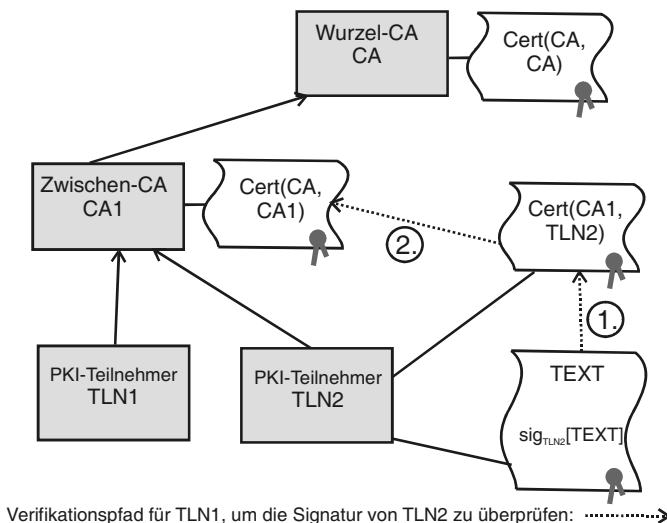 Wurzel-CA
CA
Cert(CA,
CA)
Zwischen-CA
CA1
Cert(CA,
CA1)
Cert(CA1,
TLN2)
2.
1.
PKI-Teilnehmer
TLN1
PKI-Teilnehmer
TLN2
TEXT
sigTLN2[TEXT]
Verifikationspfad für TLN1, um die Signatur von TLN2 zu überprüfen: